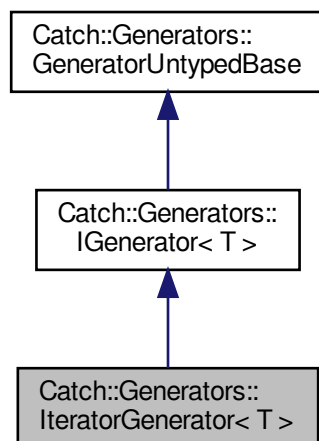 Catch::Generators::
GeneratorUntypedBase
Catch::Generators::
IGenerator< T >
Catch::Generators::
IteratorGenerator< T >